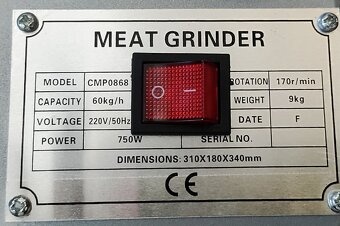 MEAT GRINDER
MODEL CMP0868 ROTATION 170r/min
CAPACITY 60kg/h WEIGHT 9kg
VOLTAGE 220V/50Hz DATE F
POWER 750W SERIAL NO.
DIMENSIONS: 310X180X340mm
CE